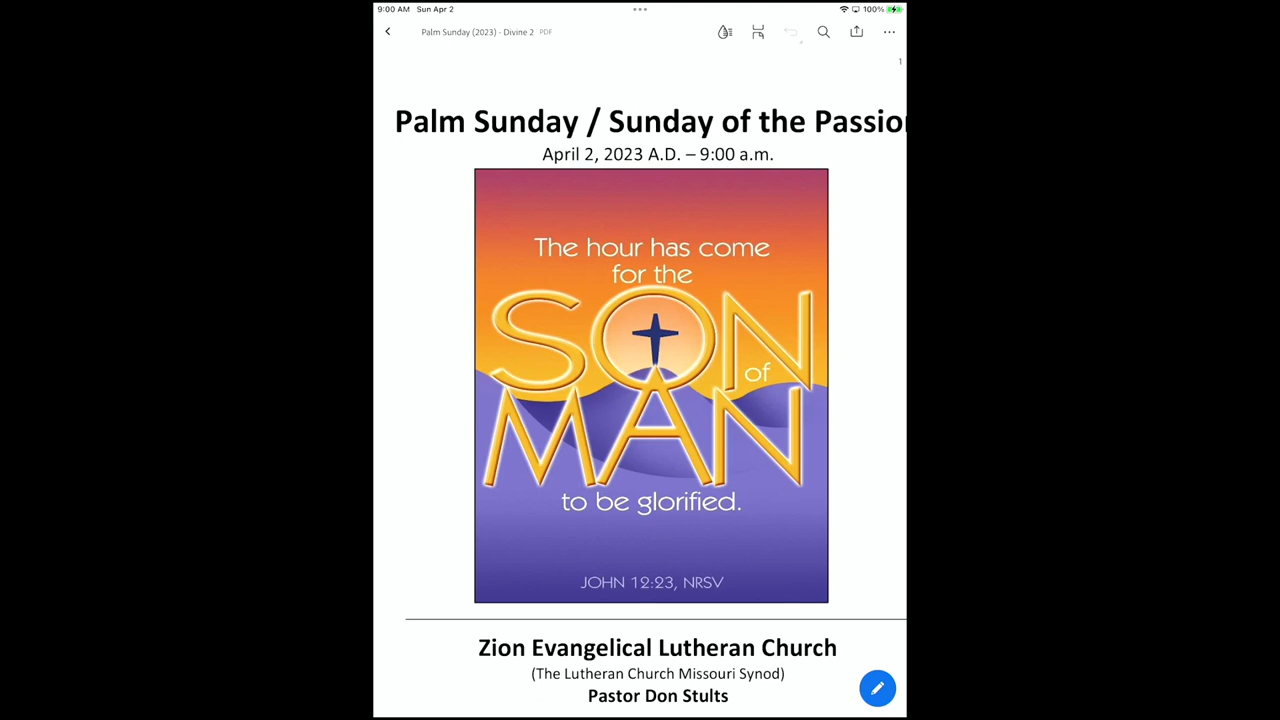 9:00 AM Sun Apr 2
100%
Palm Sunday (2023) - Divine 2 PDF
1
Palm Sunday / Sunday of the Passion
April 2, 2023 A.D. – 9:00 a.m.
The hour has come
for the
SON
of
MAN
to be glorified.
JOHN 12:23, NRSV
Zion Evangelical Lutheran Church
(The Lutheran Church Missouri Synod)
Pastor Don Stults